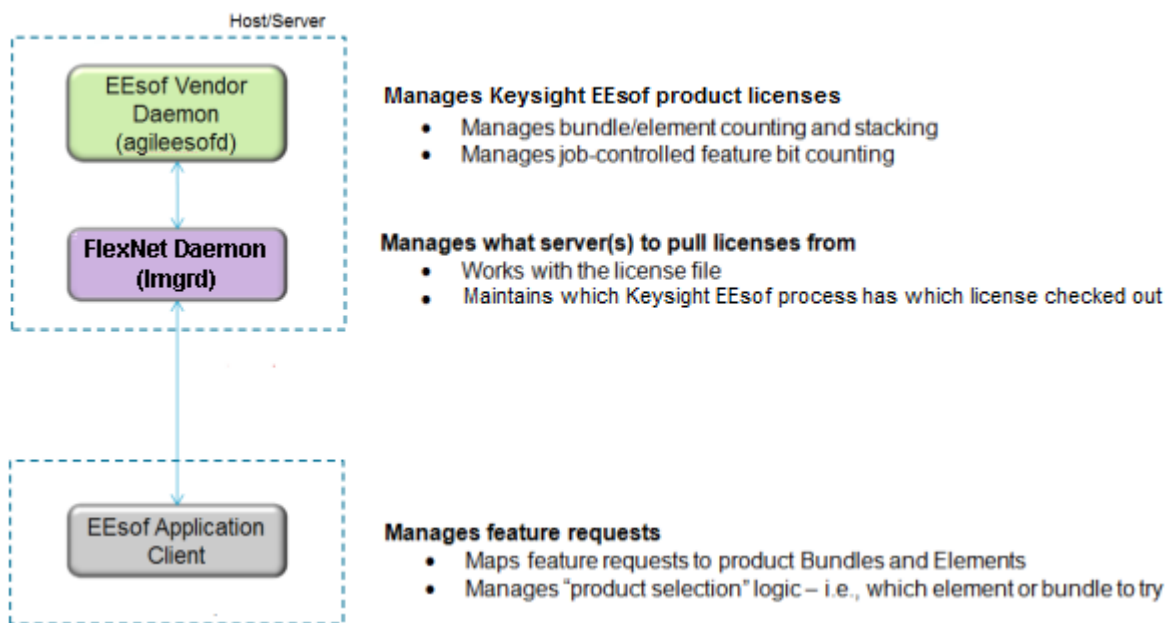 Host/Server
EEsof Vendor
Daemon
(agileesofd)
Manages Keysight EEsof product licenses
• Manages bundle/element counting and stacking
• Manages job-controlled feature bit counting
FlexNet Daemon
(lmgrd)
Manages what server(s) to pull licenses from
• Works with the license file
• Maintains which Keysight EEsof process has which license checked out
EEsof Application
Client
Manages feature requests
• Maps feature requests to product Bundles and Elements
• Manages “product selection” logic – i.e., which element or bundle to try